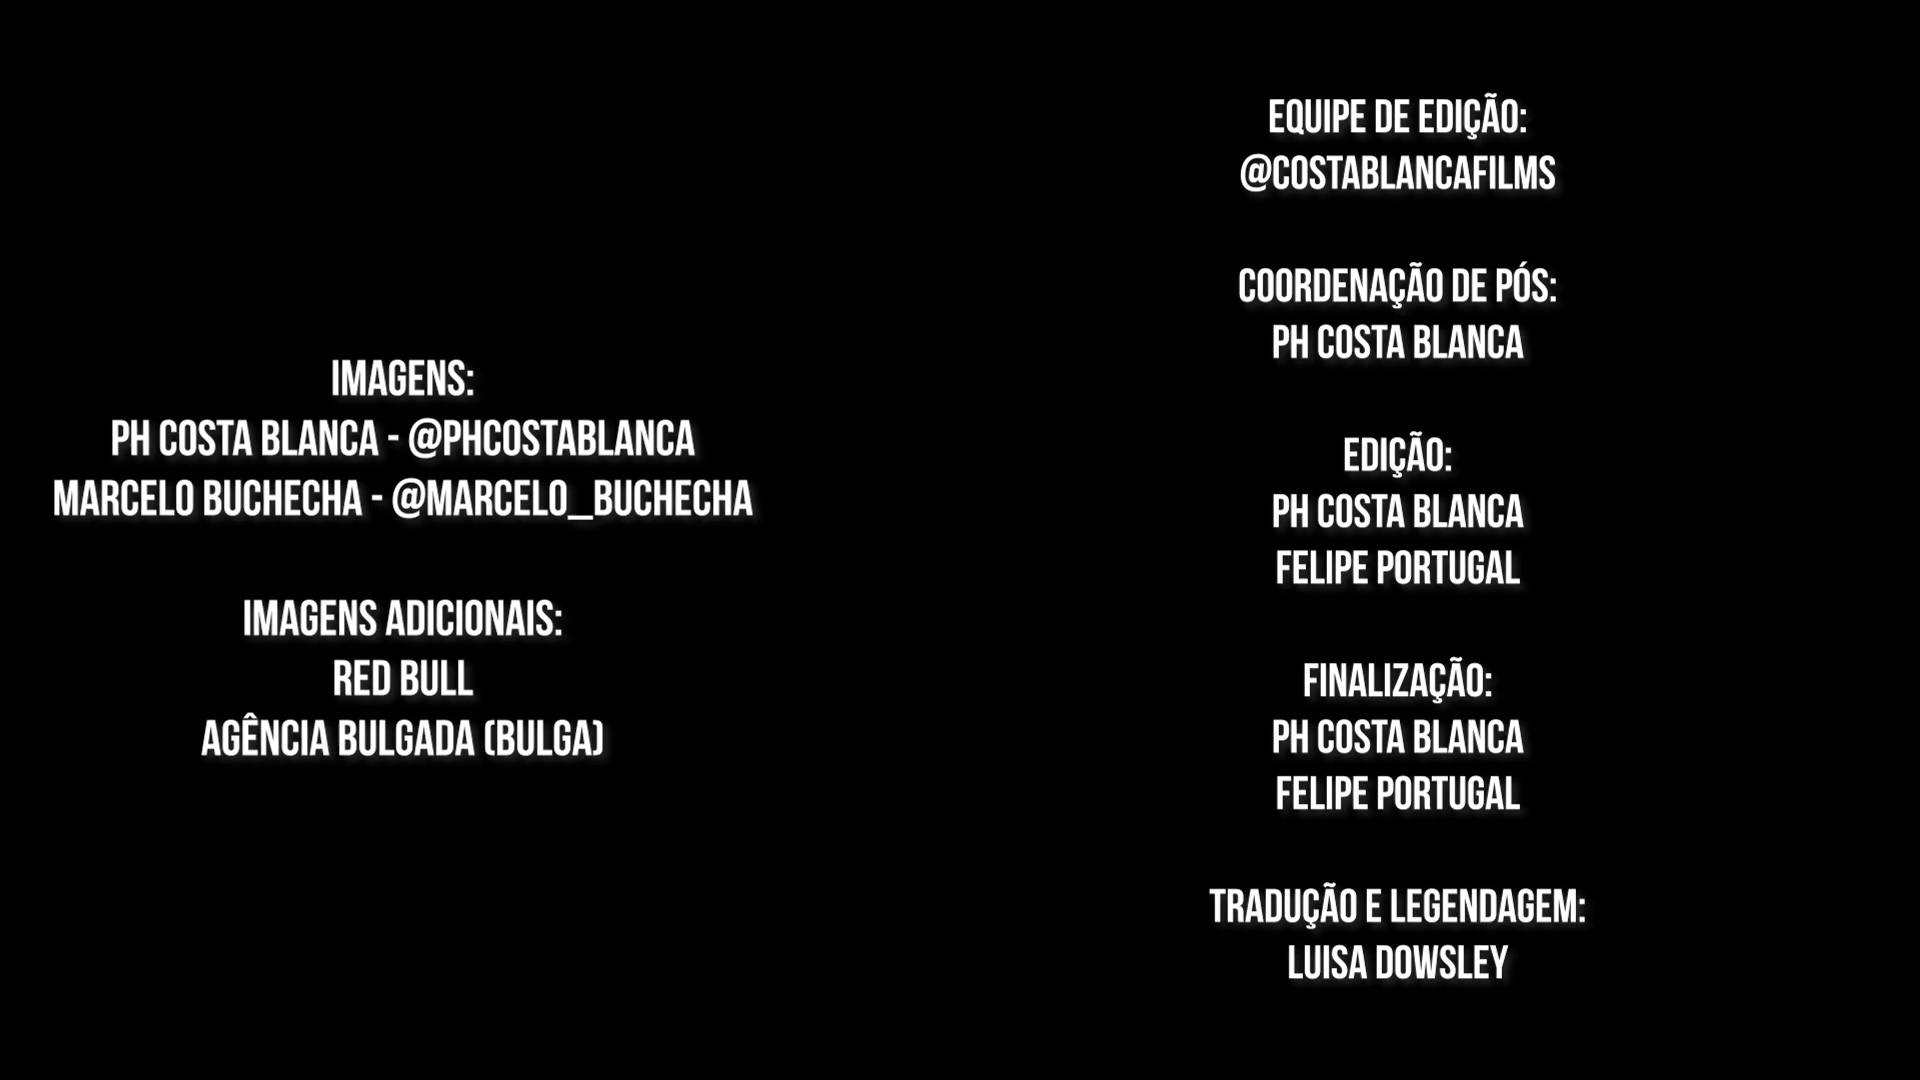 IMAGENS:
PH COSTA BLANCA - @PHCOSTABLANCA
MARCELO BUCHECHA - @MARCELO_BUCHECHA
IMAGENS ADICIONAIS:
RED BULL
AGÊNCIA BULGADA (BULGA)
EQUIPE DE EDIÇÃO:
@COSTABLANCAFILMS
COORDENAÇÃO DE PÓS:
PH COSTA BLANCA
EDIÇÃO:
PH COSTA BLANCA
FELIPE PORTUGAL
FINALIZAÇÃO:
PH COSTA BLANCA
FELIPE PORTUGAL
TRADUÇÃO E LEGENDAGEM:
LUISA DOWSLEY